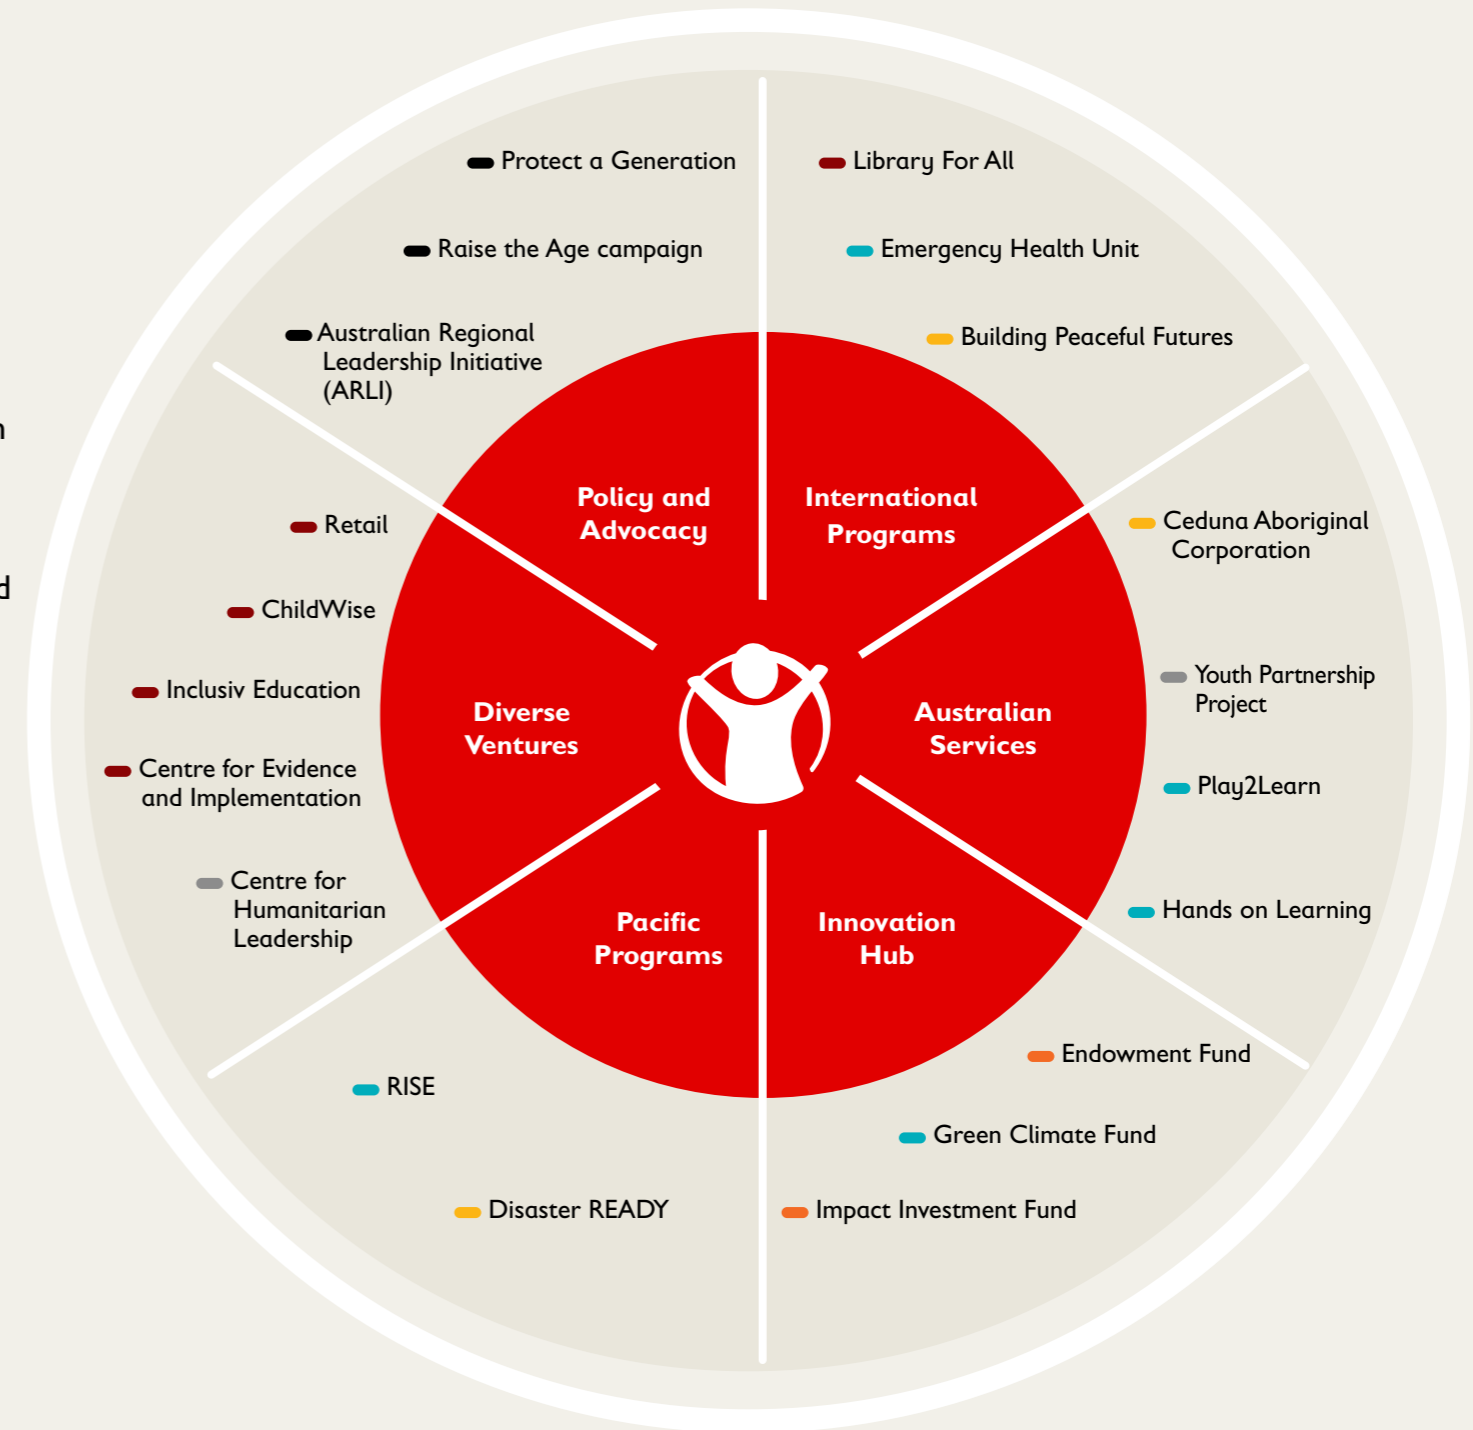 Protect a Generation
Raise the Age campaign
Australian Regional
Leadership Initiative
(ARLI)
Library For All
Emergency Health Unit
Building Peaceful Futures
Policy and
Advocacy
International
Programs
Retail
ChildWise
Inclusiv Education
Centre for Evidence
and Implementation
Centre for
Humanitarian
Leadership
Diverse
Ventures
Australian
Services
Ceduna Aboriginal
Corporation
Youth Partnership
Project
Play2Learn
Hands on Learning
Pacific
Programs
Innovation
Hub
RISE
Disaster READY
Endowment Fund
Green Climate Fund
Impact Investment Fund